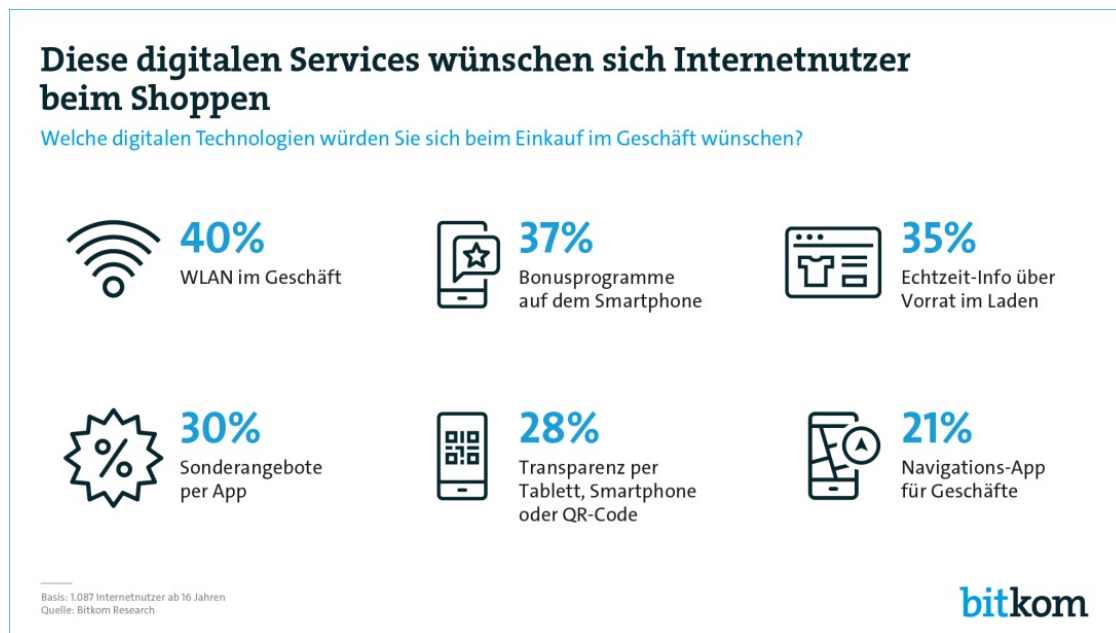 Diese digitalen Services wünschen sich Internetnutzer
beim Shoppen
Welche digitalen Technologien würden Sie sich beim Einkauf im Geschäft wünschen?
40%
WLAN im Geschäft
37%
Bonusprogramme
auf dem Smartphone
35%
Echtzeit-Info über
Vorrat im Laden
30%
Sonderangebote
per App
28%
Transparenz per
Tablett, Smartphone
oder QR-Code
21%
Navigations-App
für Geschäfte
Basis: 1.087 Internetnutzer ab 16 Jahren
Quelle: Bitkom Research
bitkom